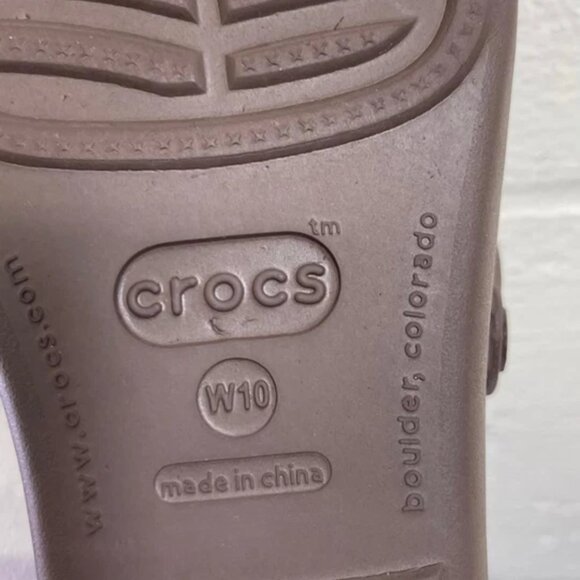 crocs
tm
W10
made in china
www.crocs.com
boulder, colorado